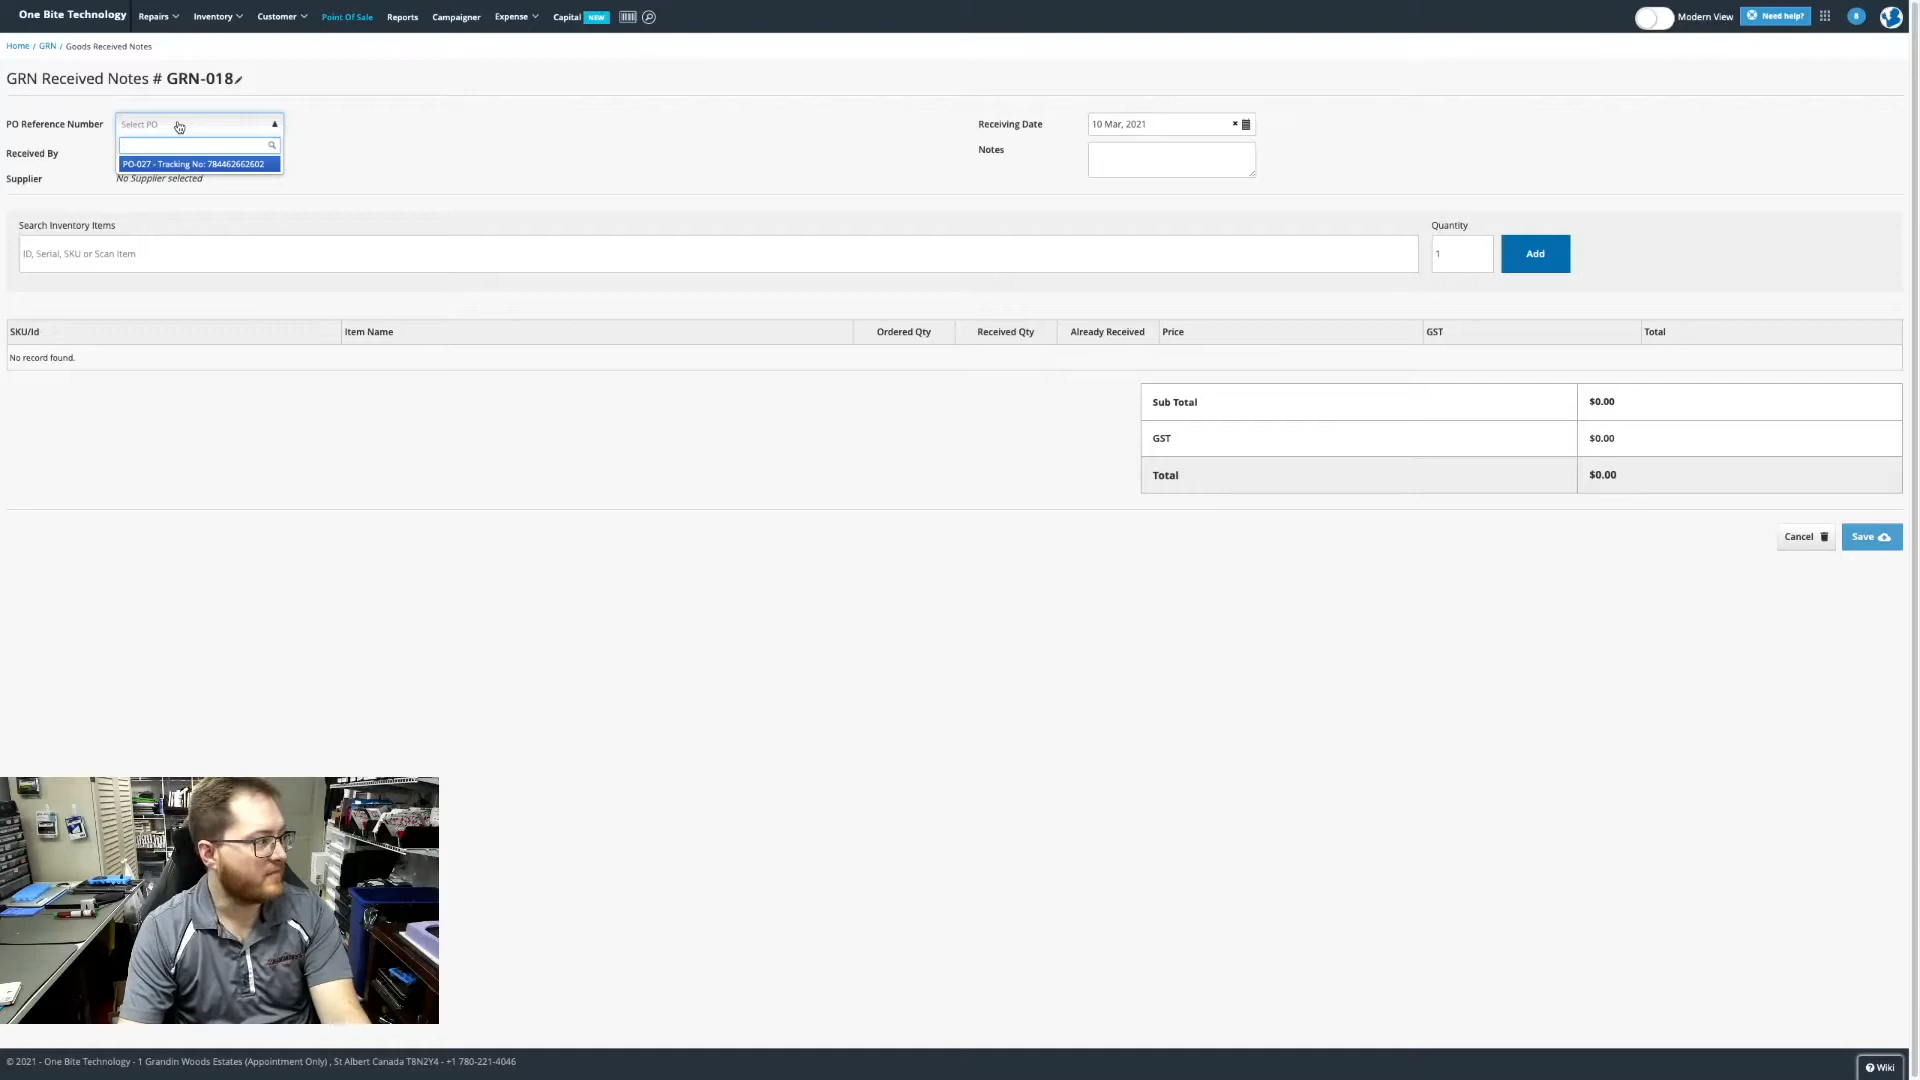 One Bite Technology Repairs Inventory Customer Point Of Sale Reports Campaigner Expense Capital NEW Modern View Need help? 8
Home / GRN / Goods Received Notes
GRN Received Notes # GRN-018
PO Reference Number Select PO Receiving Date 10 Mar, 2021
Received By Notes
PO-027 - Tracking No: 784462662602
Supplier No Supplier selected
Search Inventory Items Quantity
ID, Serial, SKU or Scan Item 1 Add
SKU/Id Item Name Ordered Qty Received Qty Already Received Price GST Total
No record found.
Sub Total $0.00
GST $0.00
Total $0.00
Cancel Save
© 2021 - One Bite Technology - 1 Grandin Woods Estates (Appointment Only) , St Albert Canada T8N2Y4 - +1 780-221-4046
Wiki